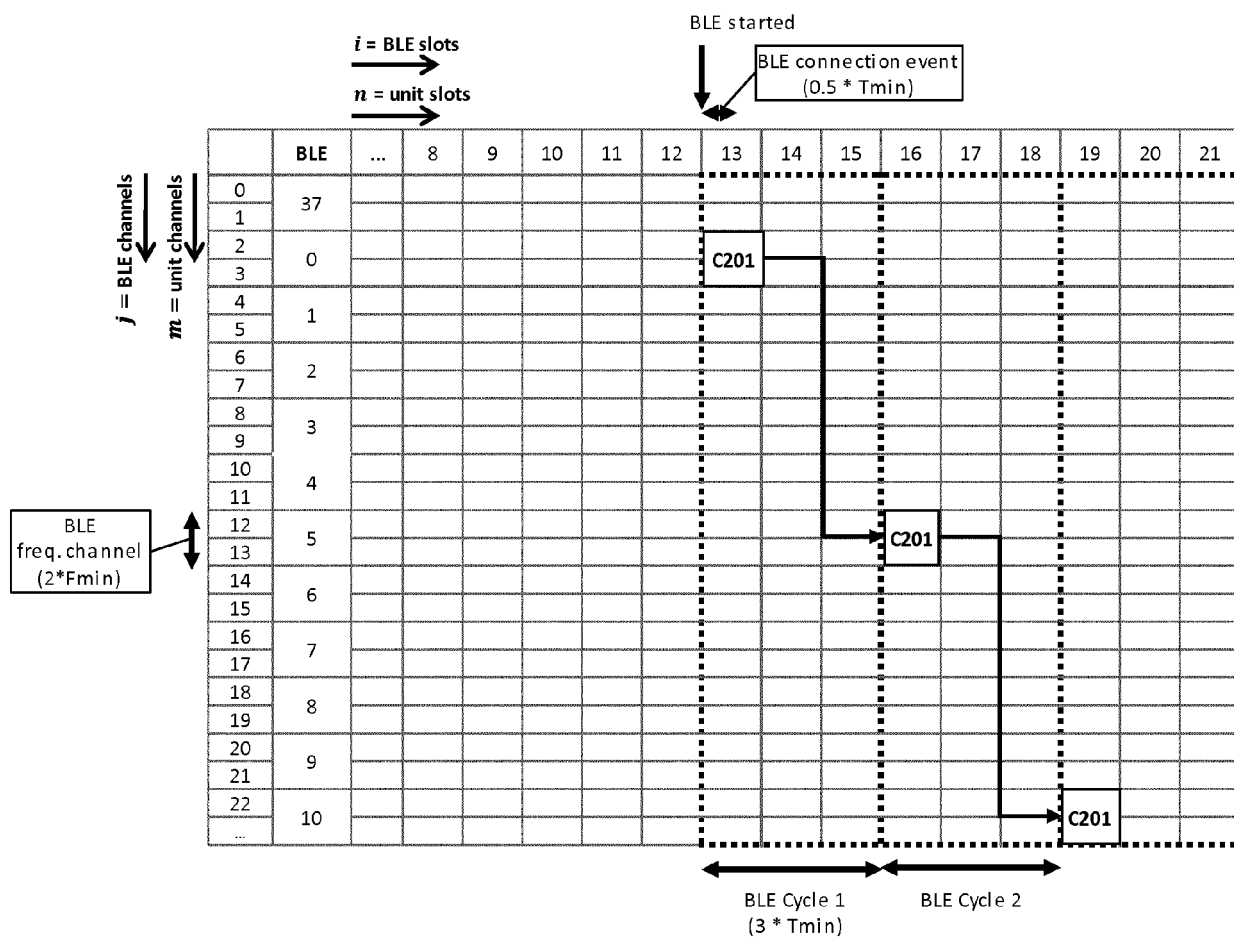 BLE started
i = BLE slots
BLE connection event
(0.5 * Tmin)
n = unit slots
BLE ... 8 9 10 11 12 13 14 15 16 17 18 19 20 21
j = BLE channels
m = unit channels
0
37
1
2
0
C201
3
4
1
5
6
2
7
8
3
9
10
4
11
12
5
C201
13
BLE
freq. channel
(2*Fmin)
14
6
15
16
7
17
18
8
19
20
9
21
22
10
C201
...
BLE Cycle 1
(3 * Tmin)
BLE Cycle 2